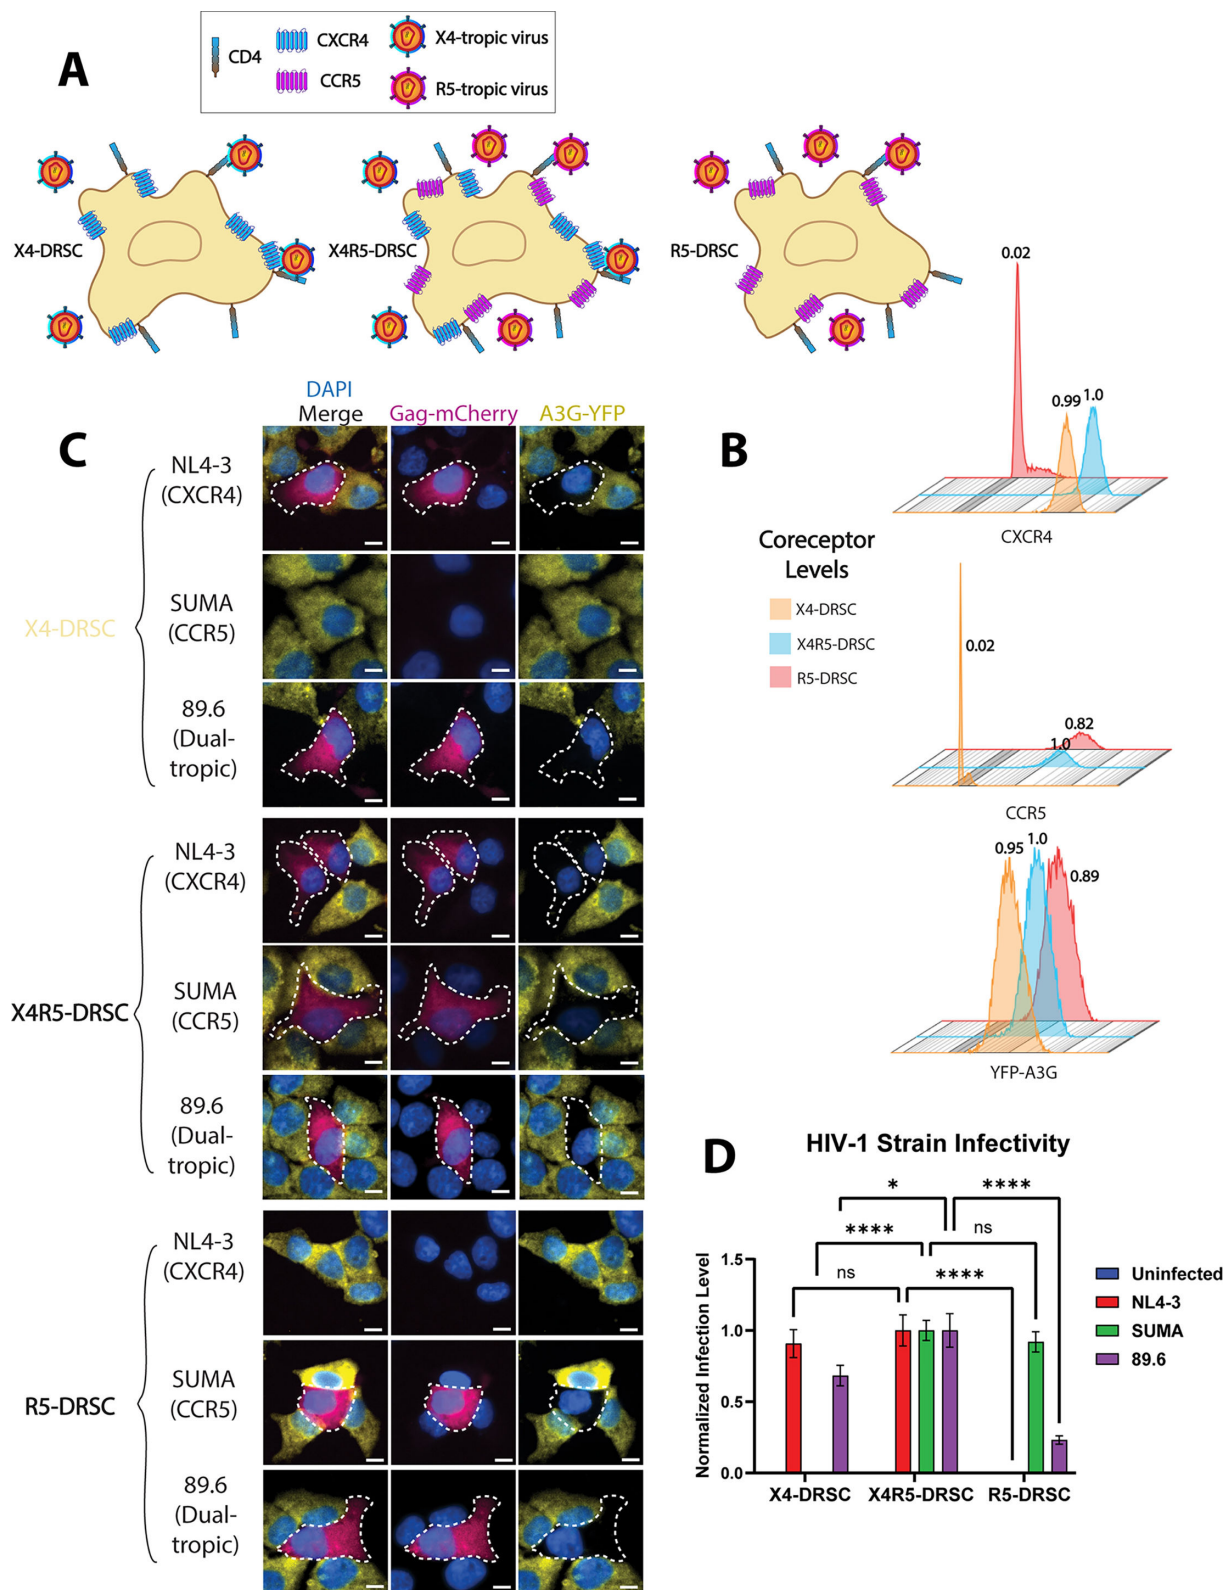 A
CD4
CXCR4
CCR5
X4-tropic virus
R5-tropic virus
X4-DRSC
X4R5-DRSC
R5-DRSC
C
DAPI
Merge
Gag-mCherry
A3G-YFP
X4-DRSC
NL4-3
(CXCR4)
SUMA
(CCR5)
89.6
(Dual-
tropic)
X4R5-DRSC
NL4-3
(CXCR4)
SUMA
(CCR5)
89.6
(Dual-
tropic)
R5-DRSC
NL4-3
(CXCR4)
SUMA
(CCR5)
89.6
(Dual-
tropic)
B
0.02
0.99
1.0
CXCR4
Coreceptor
Levels
X4-DRSC
X4R5-DRSC
R5-DRSC
0.02
0.82
1.0
CCR5
0.95
1.0
0.89
YFP-A3G
D
HIV-1 Strain Infectivity
*
****
****
ns
ns
****
Normalized Infection Level
1.5
1.0
0.5
0.0
X4-DRSC
X4R5-DRSC
R5-DRSC
Uninfected
NL4-3
SUMA
89.6